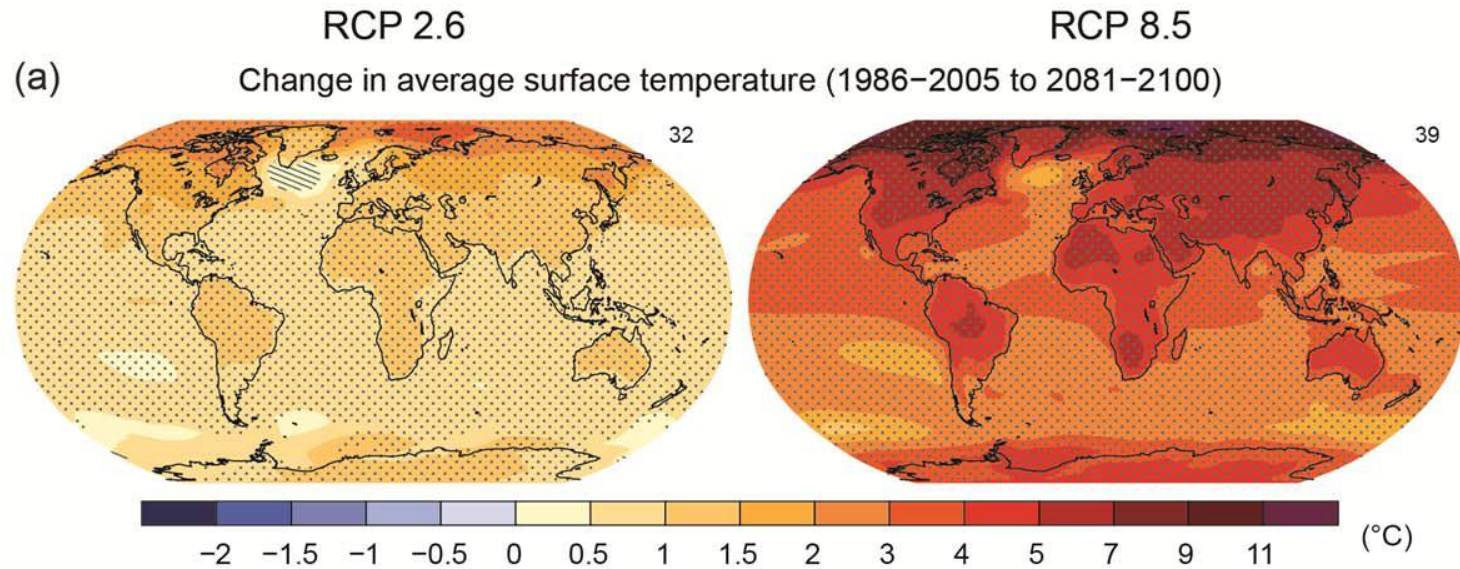 RCP 2.6 RCP 8.5
(a) Change in average surface temperature (1986−2005 to 2081−2100)
32 39
−2 −1.5 −1 −0.5 0 0.5 1 1.5 2 3 4 5 7 9 11 (°C)